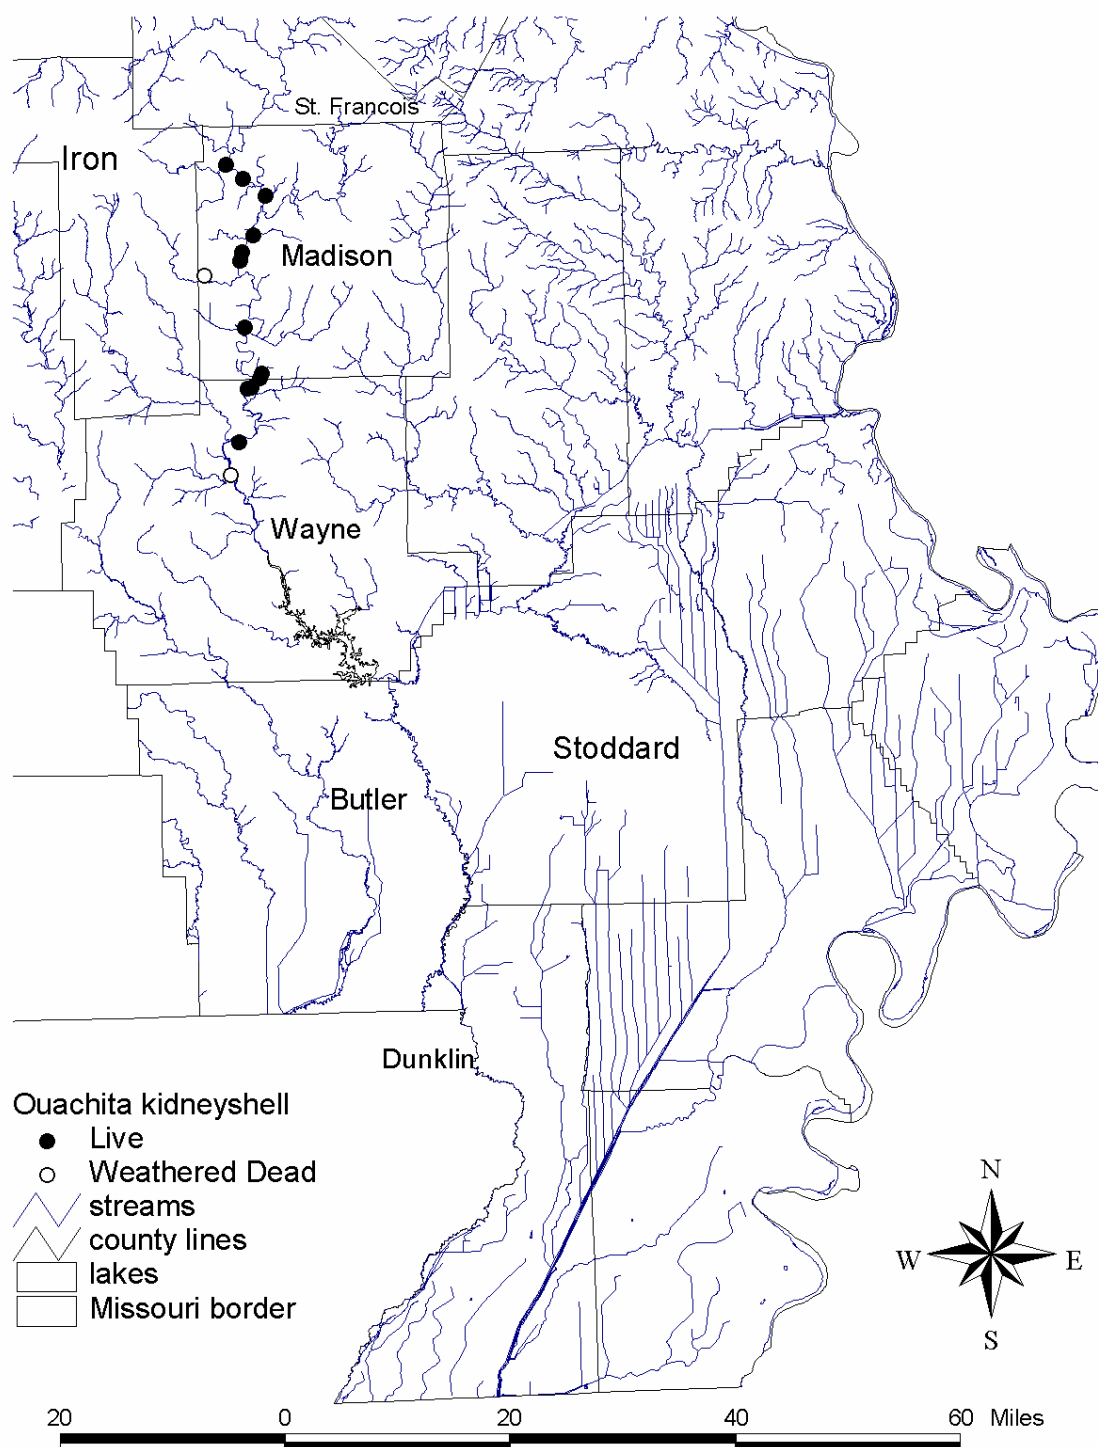 St. Francois
Iron
Madison
Wayne
Stoddard
Butler
Dunklin
Ouachita kidneyshell
Live
Weathered Dead
streams
county lines
lakes
Missouri border
N
W E
S
20 0 20 40 60 Miles